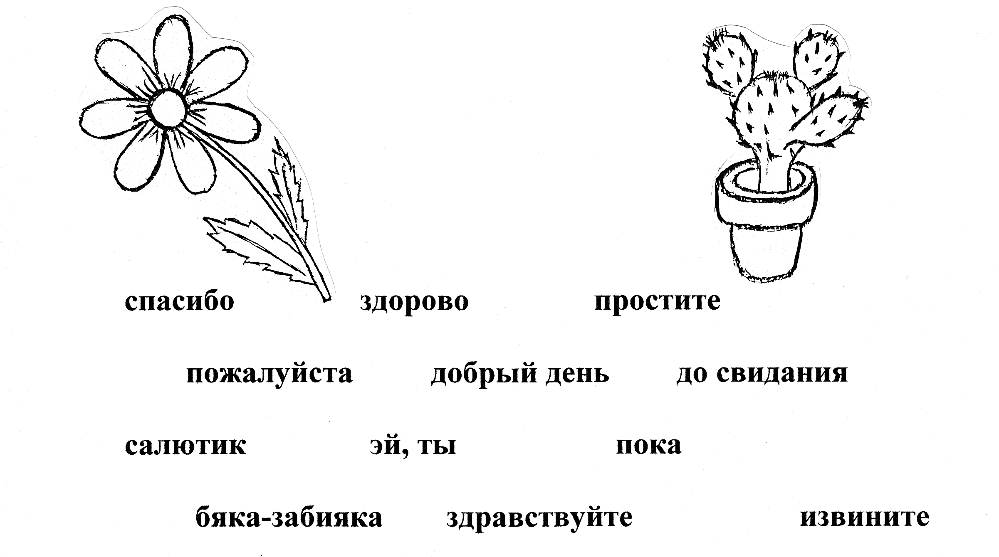 спасибо здорово простите
пожалуйста добрый день до свидания
салютик эй, ты пока
бяка-забияка здравствуйте извините